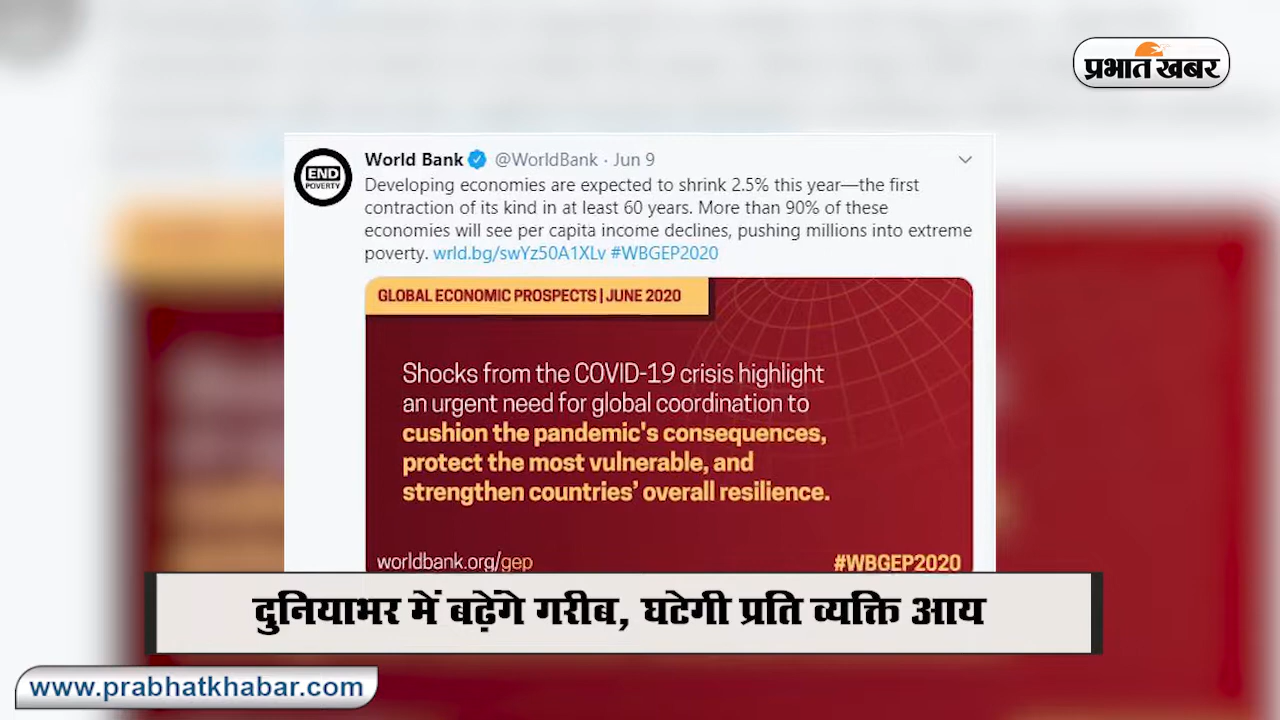 प्रभात खबर
World Bank @WorldBank · Jun 9
END
POVERTY
Developing economies are expected to shrink 2.5% this year—the first
contraction of its kind in at least 60 years. More than 90% of these
economies will see per capita income declines, pushing millions into extreme
poverty. wrld.bg/swYz50A1XLv #WBGEP2020
GLOBAL ECONOMIC PROSPECTS | JUNE 2020
Shocks from the COVID-19 crisis highlight
an urgent need for global coordination to
cushion the pandemic's consequences,
protect the most vulnerable, and
strengthen countries' overall resilience.
worldbank.org/gep #WBGEP2020
दुनियाभर में बढ़ेंगे गरीब, घटेगी प्रति व्यक्ति आय
www.prabhatkhabar.com